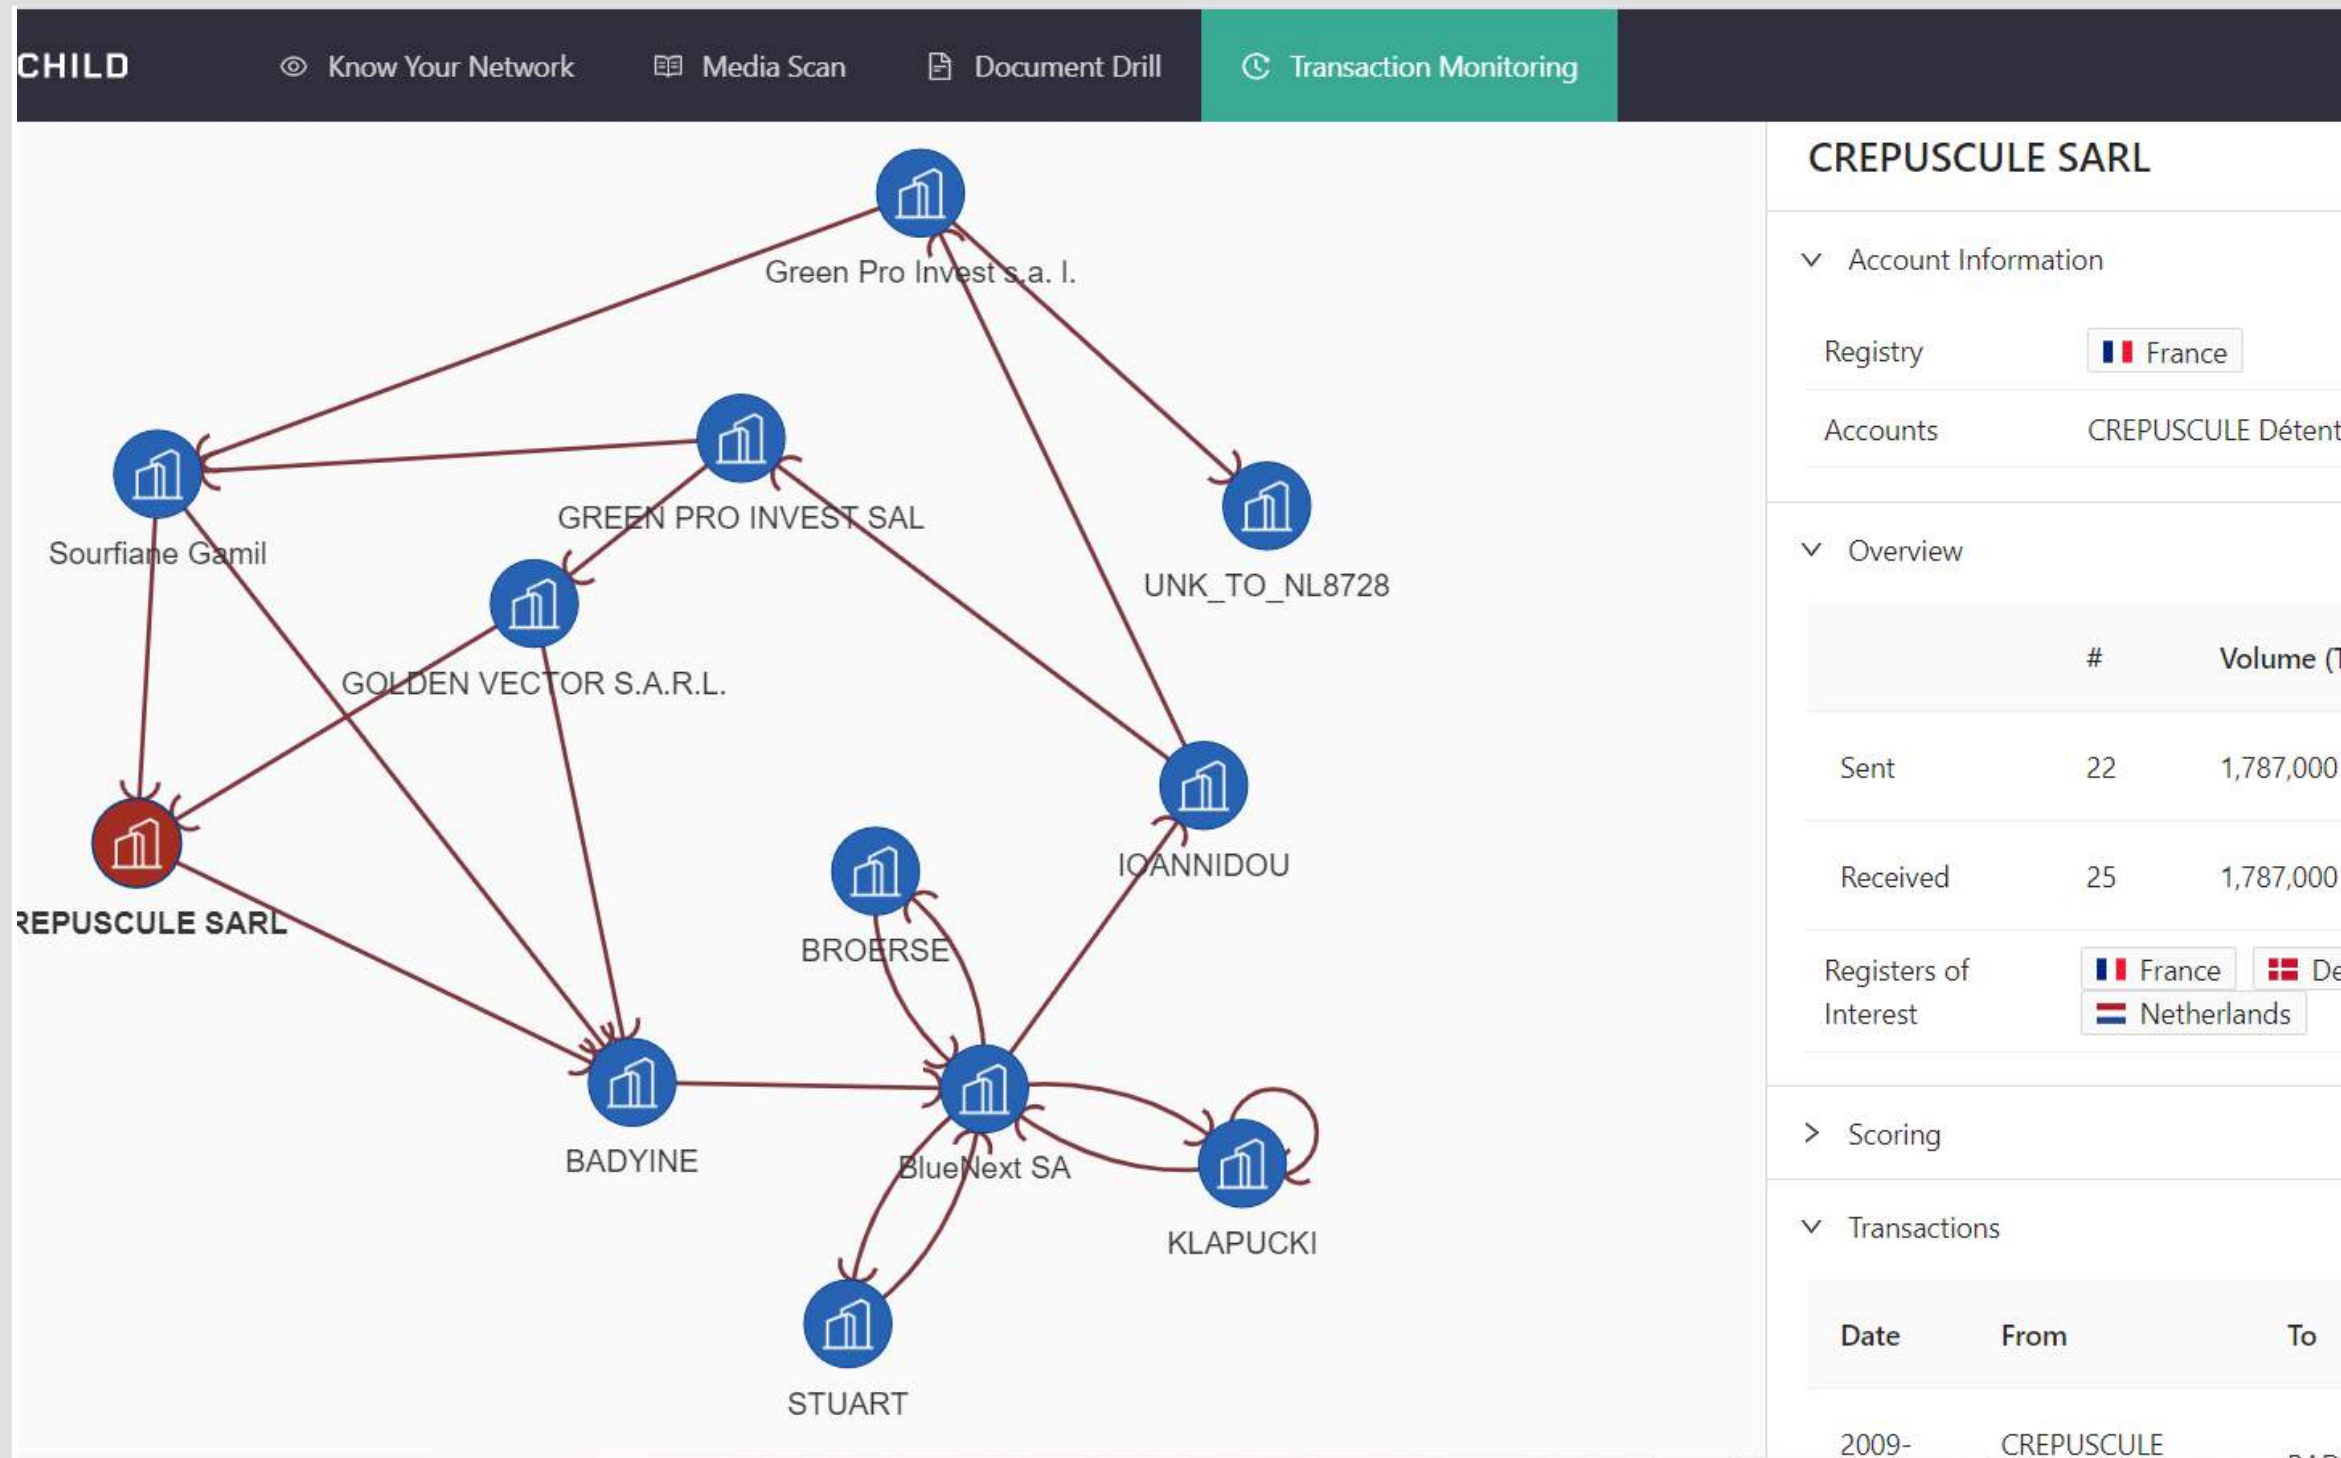 CHILD
Know Your Network
Media Scan
Document Drill
Transaction Monitoring
Green Pro Invest s.a. l.
GREEN PRO INVEST SAL
Sourfiane Gamil
UNK_TO_NL8728
GOLDEN VECTOR S.A.R.L.
IOANNIDOU
BROERSE
REPUSCULE SARL
BADYINE
BlueNext SA
KLAPUCKI
STUART
CREPUSCULE SARL
Account Information
Registry France
Accounts CREPUSCULE Détent
Overview
# Volume (T
Sent 22 1,787,000
Received 25 1,787,000
Registers of France De
Interest Netherlands
Scoring
Transactions
Date From To
2009- CREPUSCULE